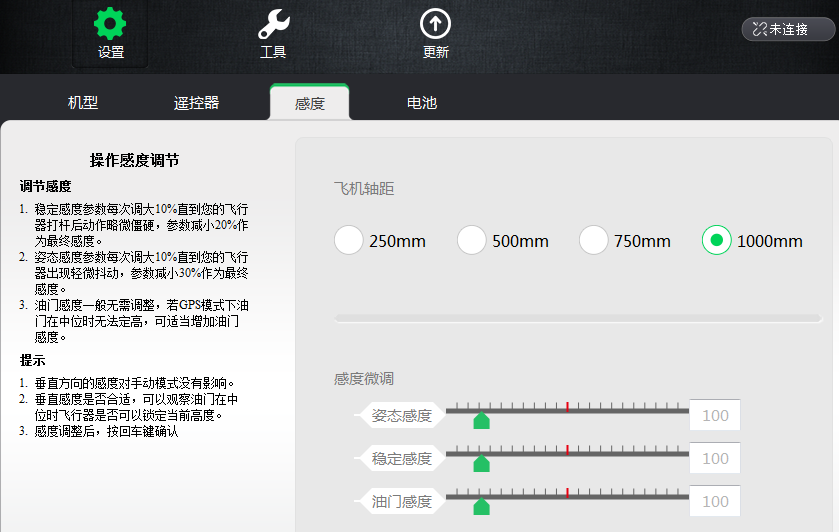 设置
工具
更新
未连接
机型
遥控器
感度
电池
操作感度调节
调节感度
1. 稳定感度参数每次调大10%直到您的飞行
器打杆后动作略微僵硬，参数减小20%作
为最终感度。
2. 姿态感度参数每次调大10%直到您的飞行
器出现轻微抖动，参数减小30%作为最终
感度。
3. 油门感度一般无需调整，若GPS模式下油
门在中位时无法定高，可适当增加油门
感度。
提示
1. 垂直方向的感度对手动模式没有影响。
2. 垂直感度是否合适，可以观察油门在中
位时飞行器是否可以锁定当前高度。
3. 感度调整后，按回车键确认
飞机轴距
250mm
500mm
750mm
1000mm
感度微调
姿态感度 100
稳定感度 100
油门感度 100